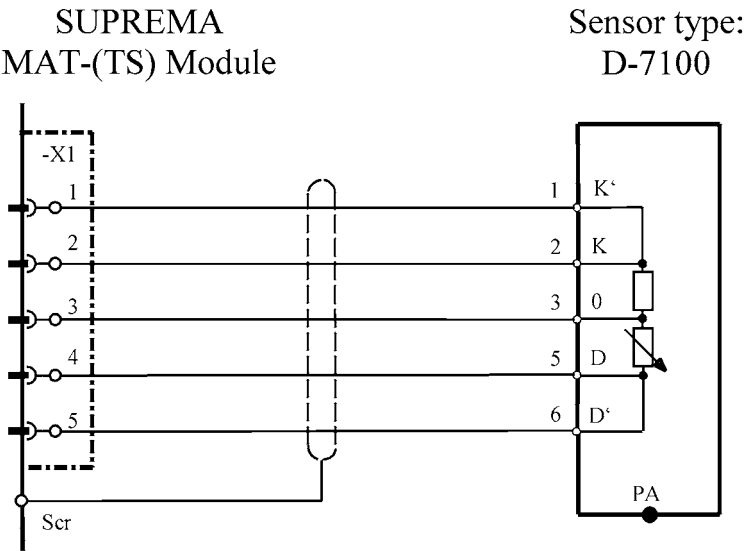 SUPREMA
MAT-(TS) Module
Sensor type:
D-7100
-X1
1
1
K‘
2
2
K
3
3
0
4
5
D
5
6
D‘
PA
Scr